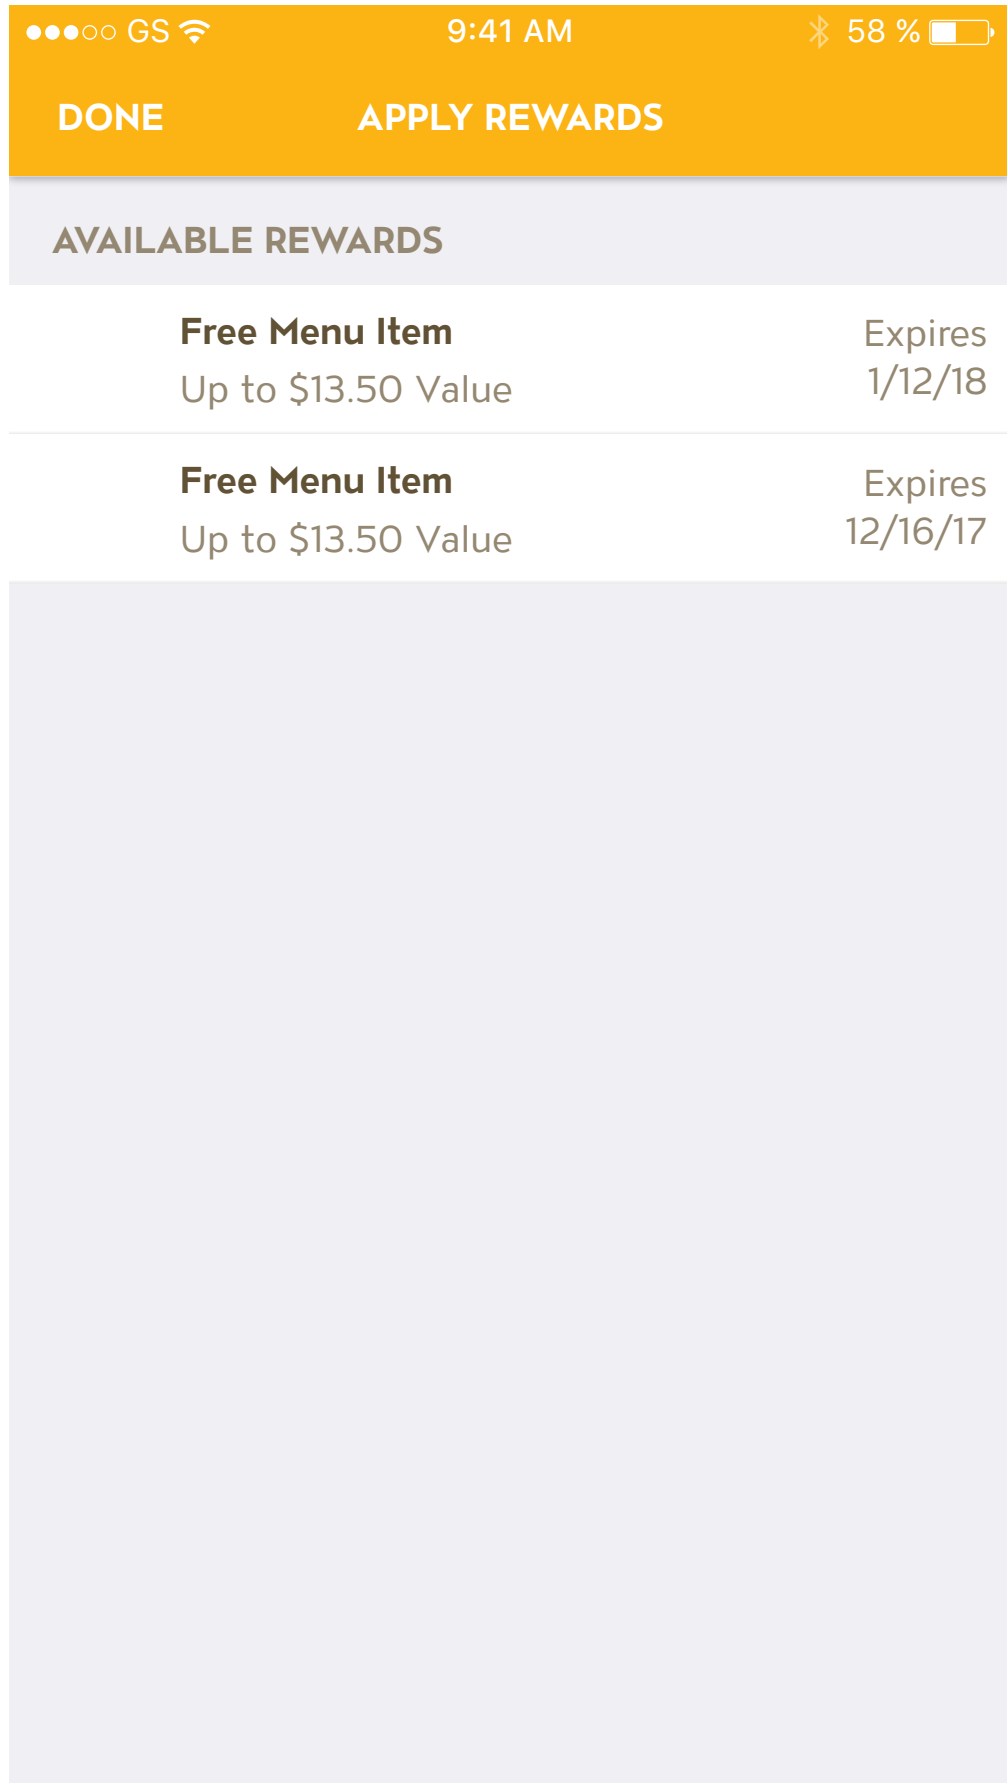 GS 9:41 AM 58 %
DONE APPLY REWARDS
AVAILABLE REWARDS
Free Menu Item
Up to $13.50 Value
Expires
1/12/18
Free Menu Item
Up to $13.50 Value
Expires
12/16/17